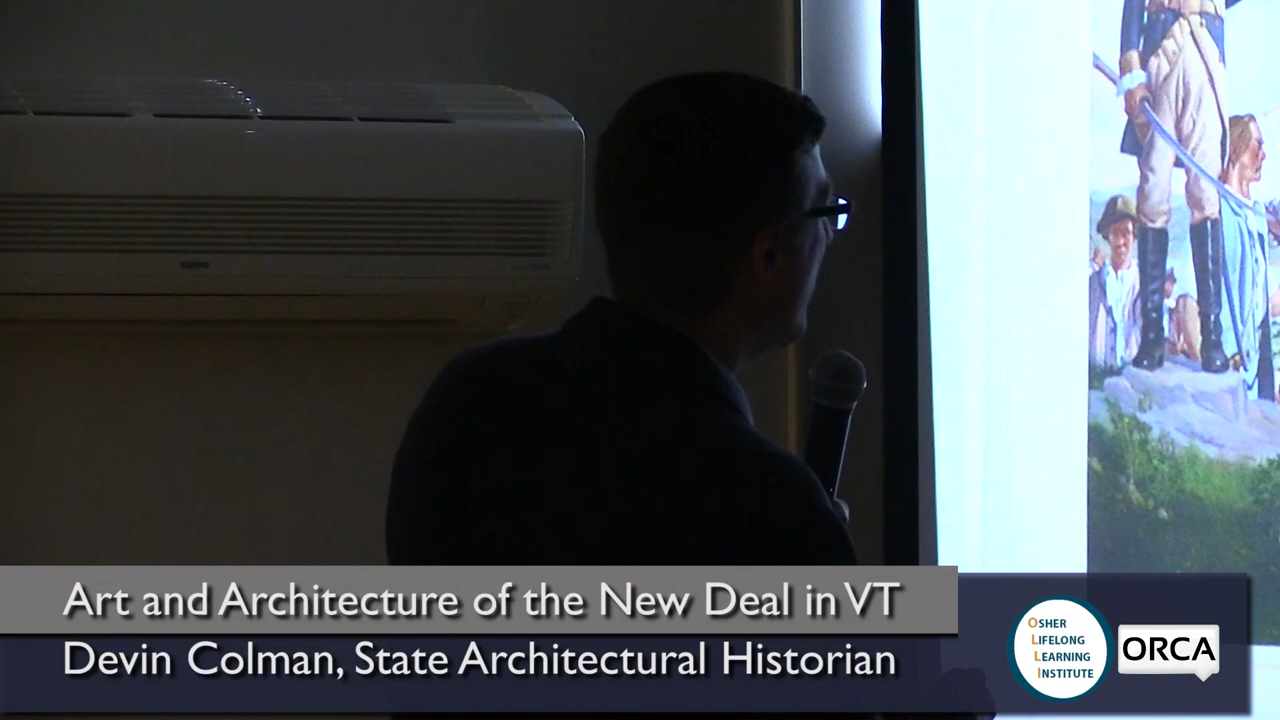 SANYO
Art and Architecture of the New Deal in VT
Devin Colman, State Architectural Historian
OSHER
LIFELONG
LEARNING
INSTITUTE
ORCA